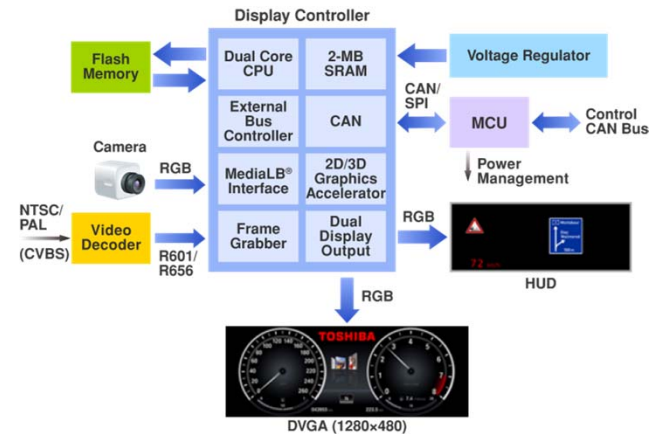 Display Controller
Flash
Memory
Dual Core
CPU
2-MB
SRAM
Voltage Regulator
External
Bus
Controller
CAN
CAN/
SPI
MCU
Control
CAN Bus
Power
Management
Camera
RGB
MediaLB®
Interface
2D/3D
Graphics
Accelerator
NTSC/
PAL
(CVBS)
Video
Decoder
R601/
R656
Frame
Grabber
Dual
Display
Output
RGB
72
HUD
RGB
TOSHIBA
DVGA (1280×480)